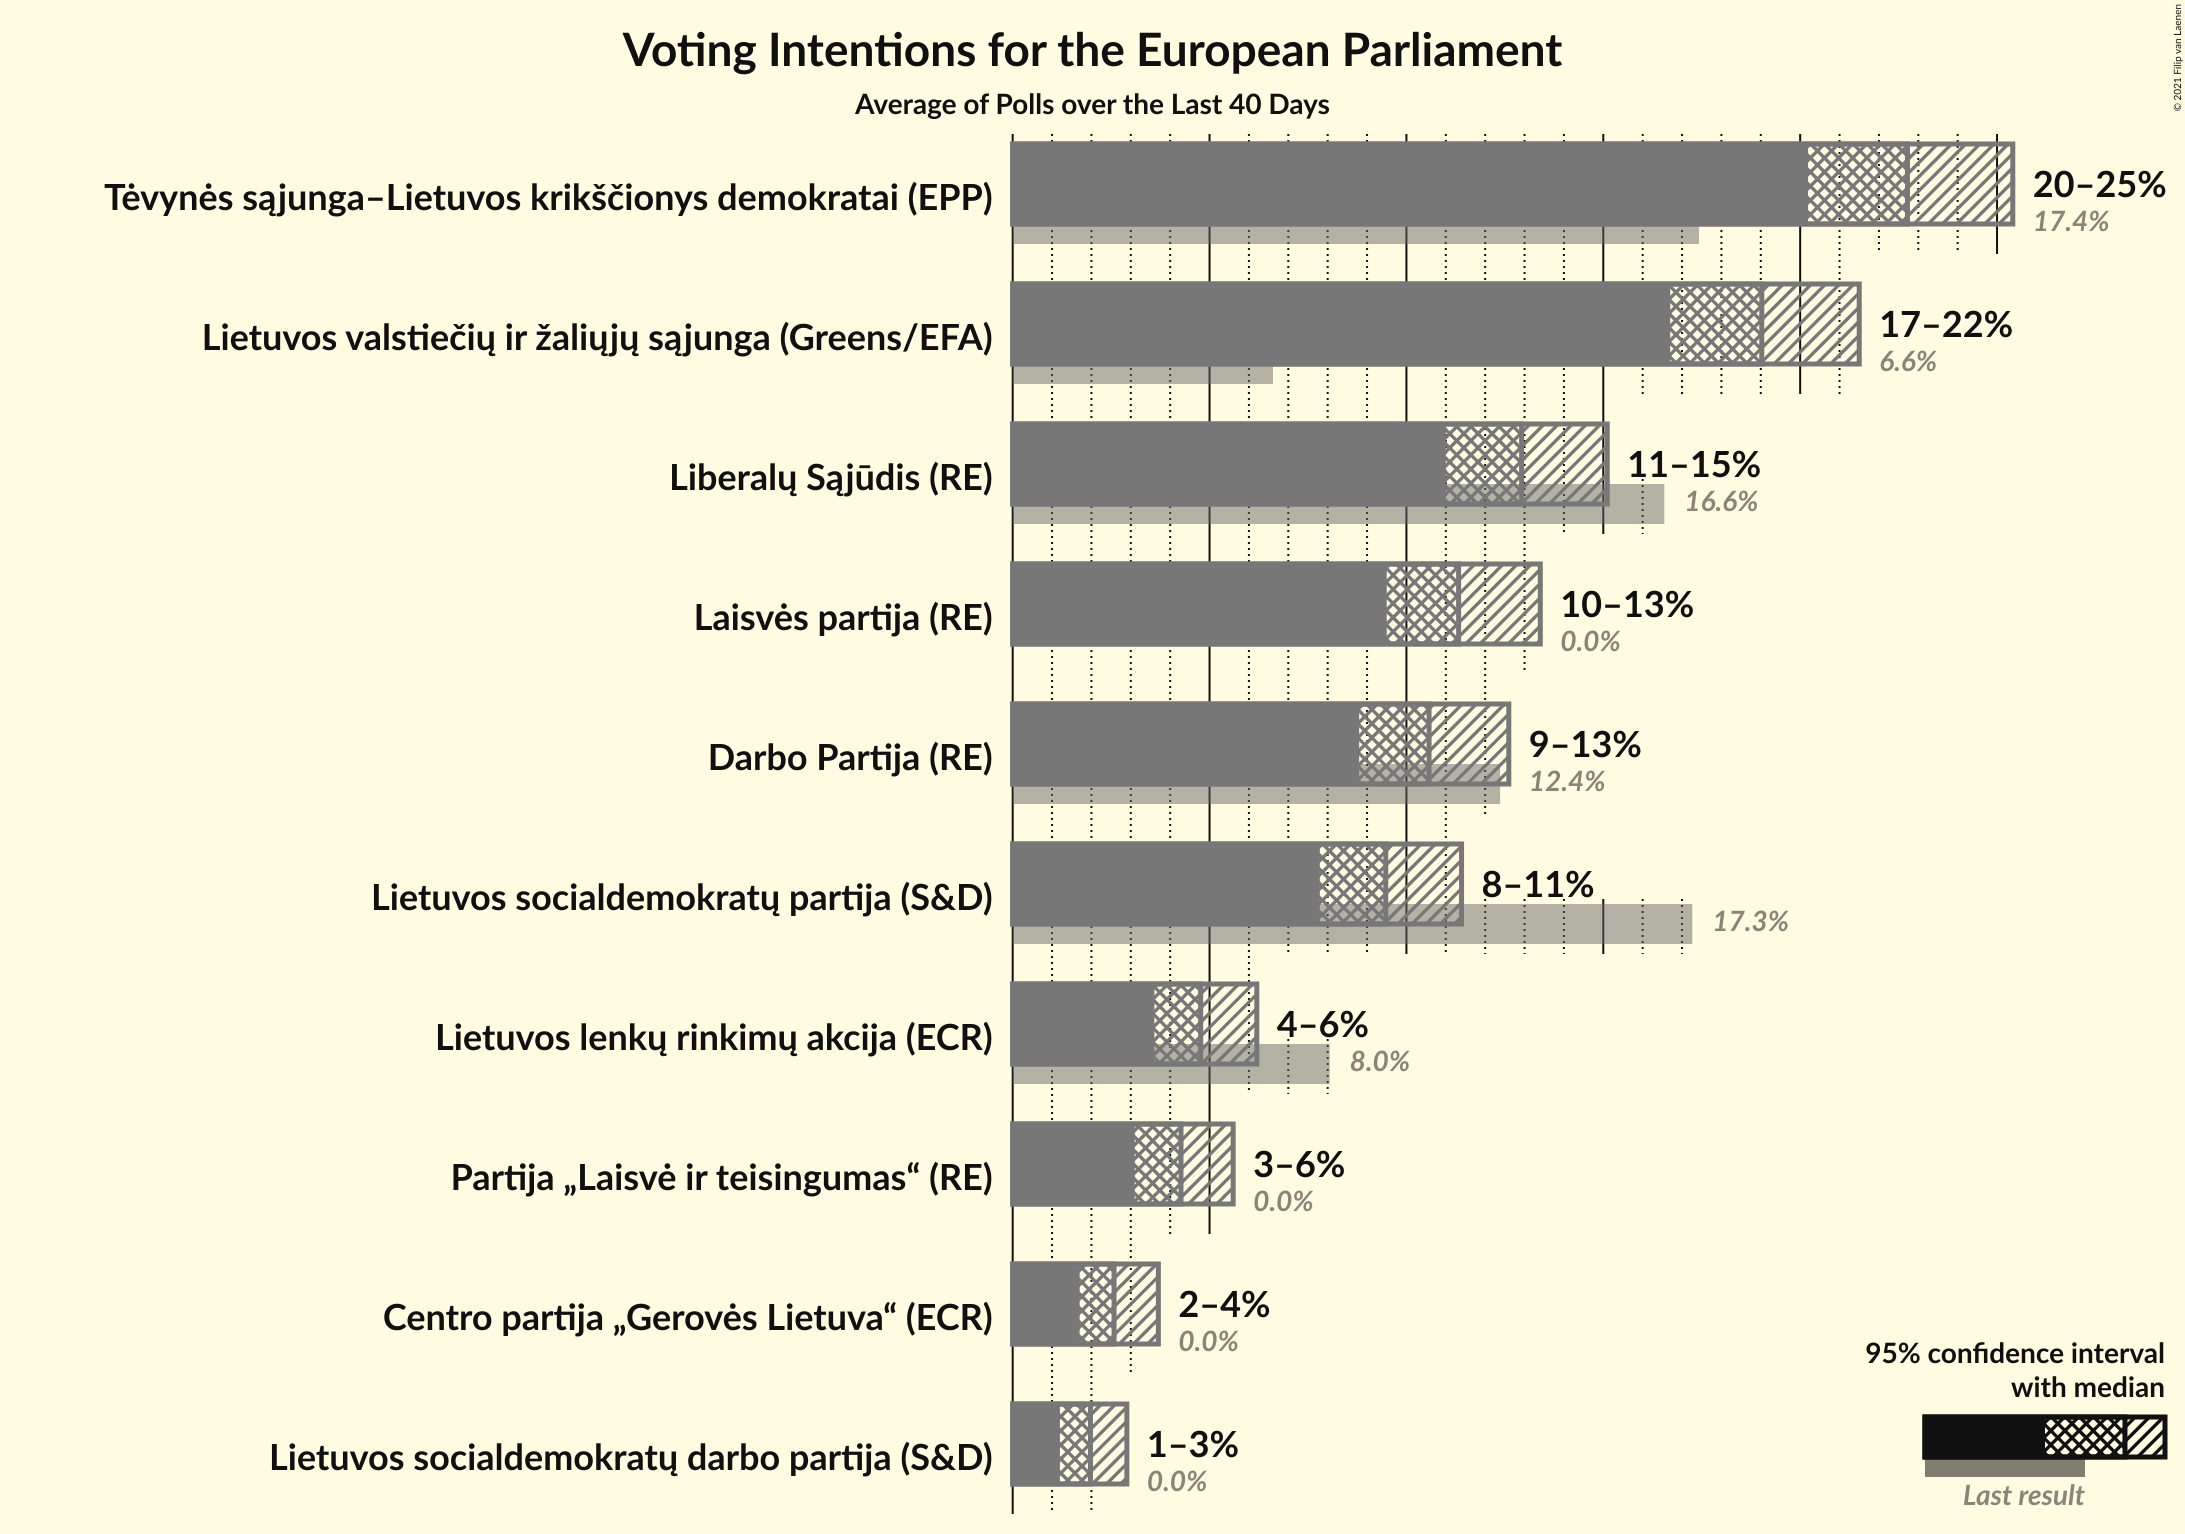 Voting Intentions for the European Parliament
Average of Polls over the Last 40 Days
© 2021 Filip van Laenen
Tėvynės sąjunga–Lietuvos krikščionys demokratai (EPP)
20–25%
17.4%
Lietuvos valstiečių ir žaliųjų sąjunga (Greens/EFA)
17–22%
6.6%
Liberalų Sąjūdis (RE)
11–15%
16.6%
Laisvės partija (RE)
10–13%
0.0%
Darbo Partija (RE)
9–13%
12.4%
Lietuvos socialdemokratų partija (S&D)
8–11%
17.3%
Lietuvos lenkų rinkimų akcija (ECR)
4–6%
8.0%
Partija „Laisvė ir teisingumas“ (RE)
3–6%
0.0%
Centro partija „Gerovės Lietuva“ (ECR)
2–4%
0.0%
Lietuvos socialdemokratų darbo partija (S&D)
1–3%
0.0%
95% confidence interval
with median
Last result